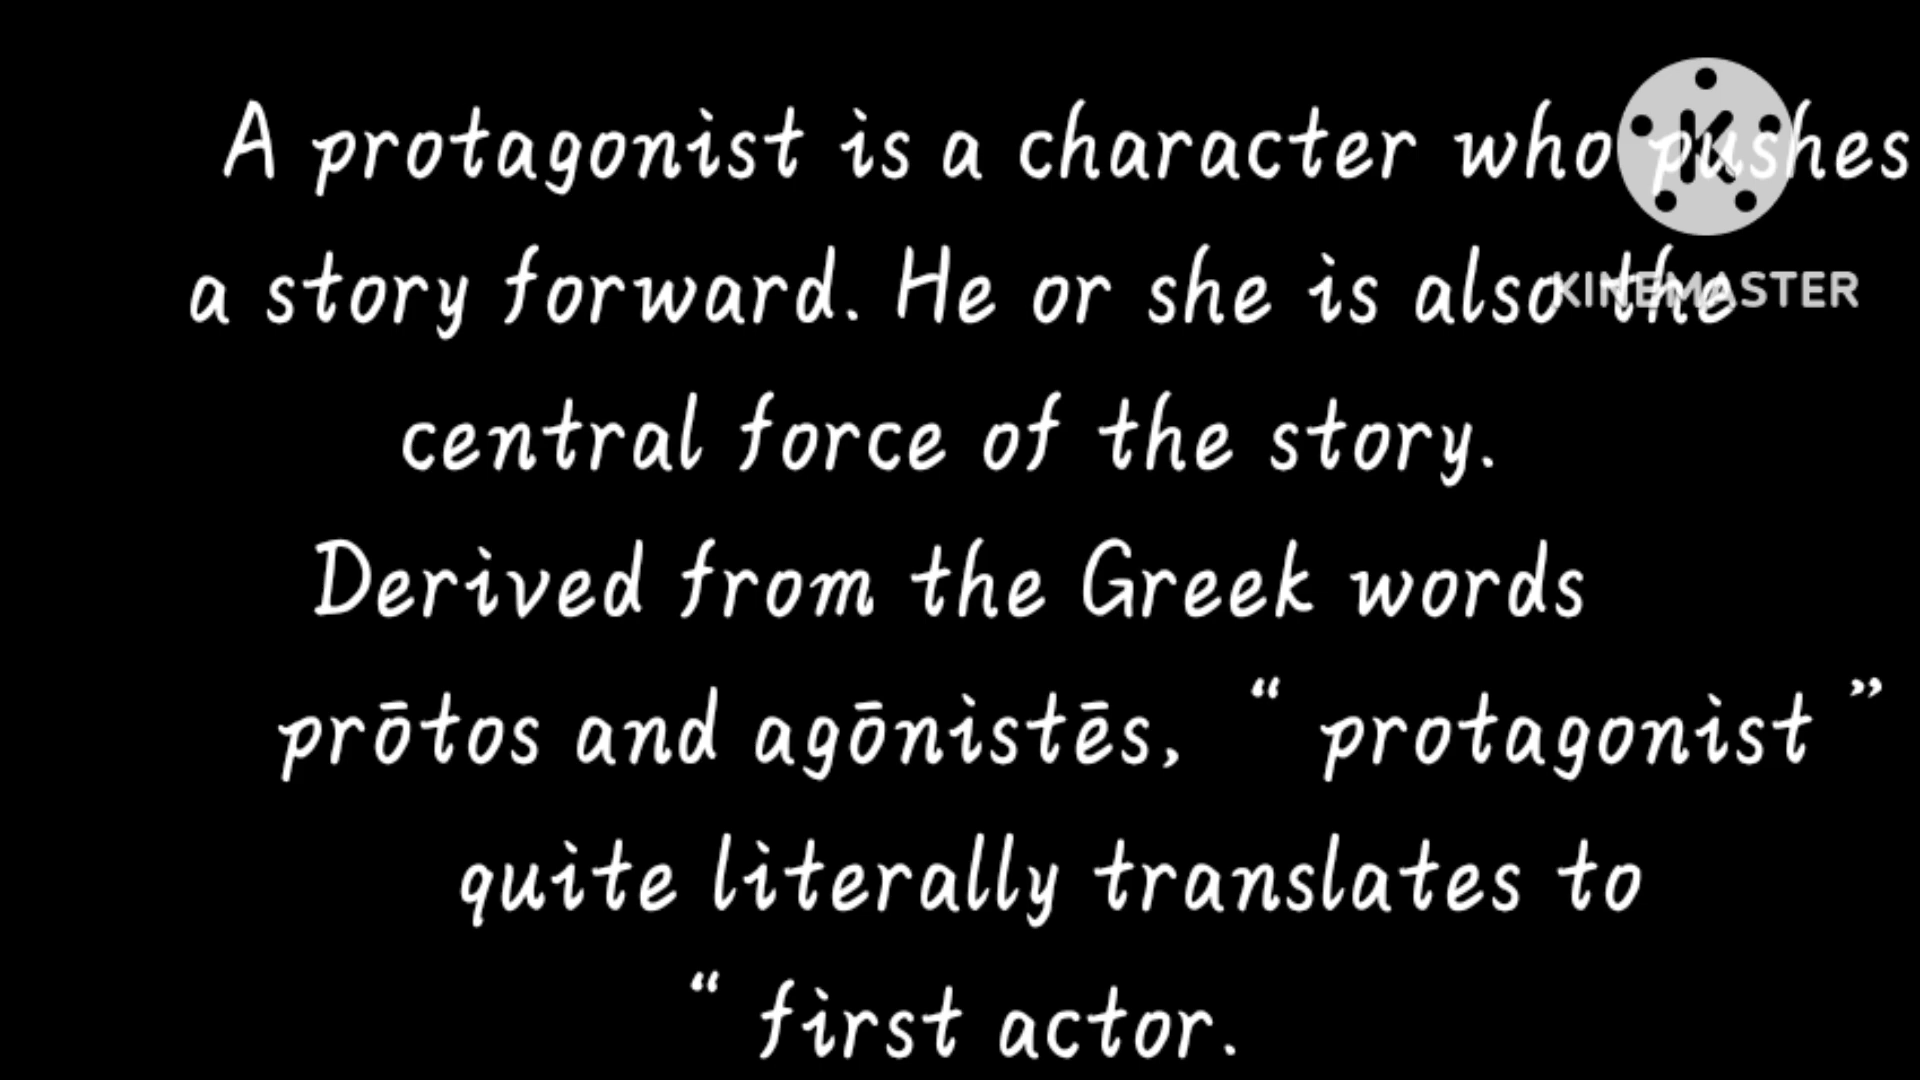 A protagonist is a character who pushes
a story forward. He or she is also the
KINEMASTER
central force of the story.
Derived from the Greek words
prōtos and agōnistēs, “ protagonist ”
quite literally translates to
“ first actor.